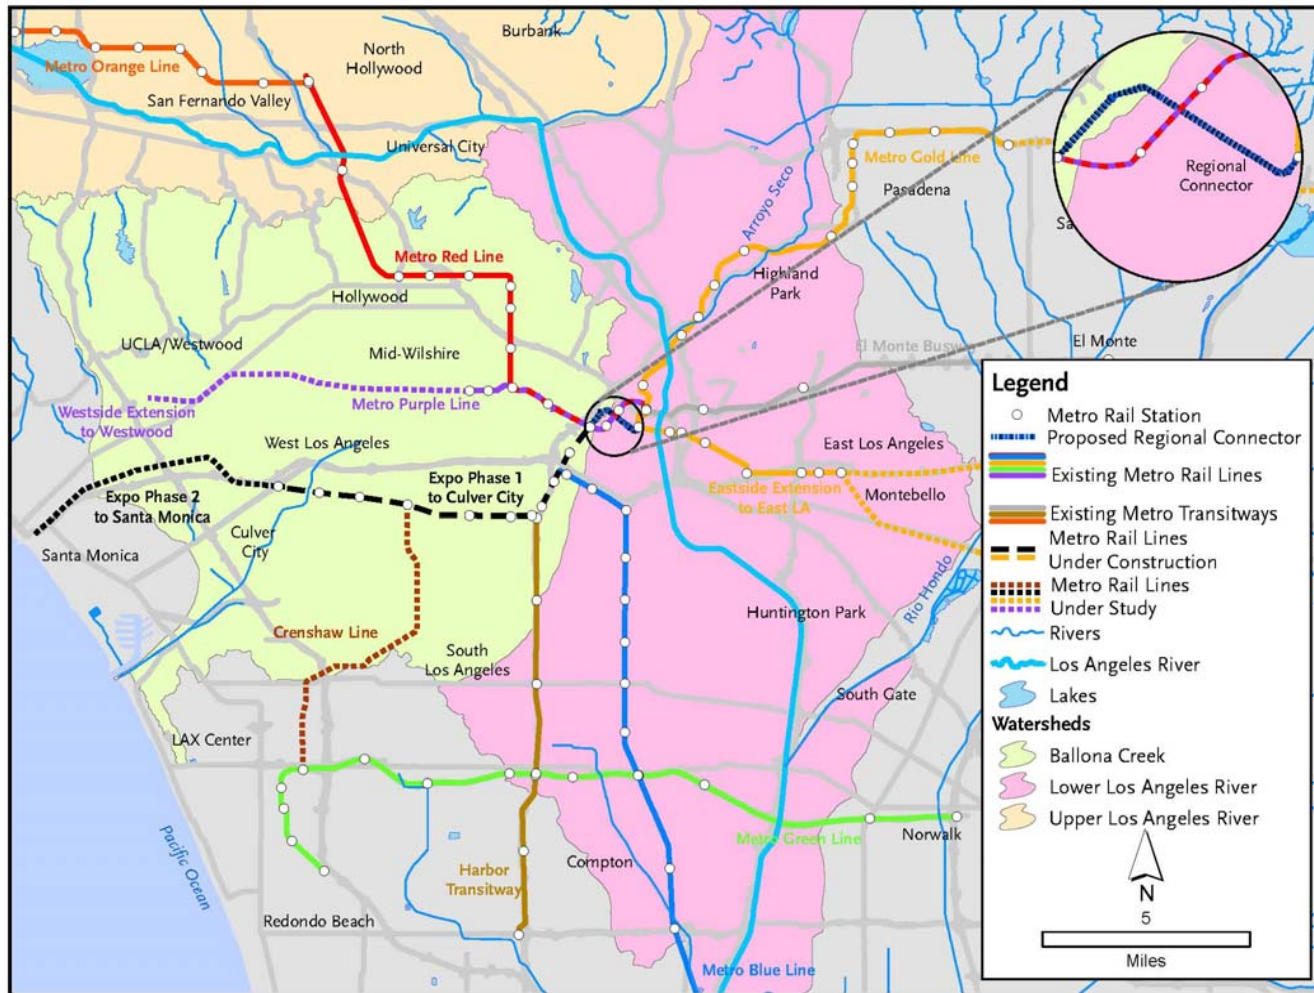 Burbank
North
Hollywood
Metro Orange Line
San Fernando Valley
Universal City
Metro Gold Line
Pasadena
Arroyo Seco
Regional
Connector
Metro Red Line
Highland
Park
Hollywood
UCLA/Westwood
Mid-Wilshire
El Monte Busw
El Monte
Metro Purple Line
Westside Extension
to Westwood
West Los Angeles
East Los Angeles
Expo Phase 1
to Culver City
Expo Phase 2
to Santa Monica
Eastside Extension
to East LA
Montebello
Culver
City
Santa Monica
Rio Hondo
Huntington Park
Crenshaw Line
South
Los Angeles
South Gate
LAX Center
Pacific Ocean
Metro Green Line
Norwalk
Harbor
Transitway
Compton
Redondo Beach
Metro Blue Line
Legend
Metro Rail Station
Proposed Regional Connector
Existing Metro Rail Lines
Existing Metro Transitways
Metro Rail Lines
Under Construction
Metro Rail Lines
Under Study
Rivers
Los Angeles River
Lakes
Watersheds
Ballona Creek
Lower Los Angeles River
Upper Los Angeles River
N
5
Miles